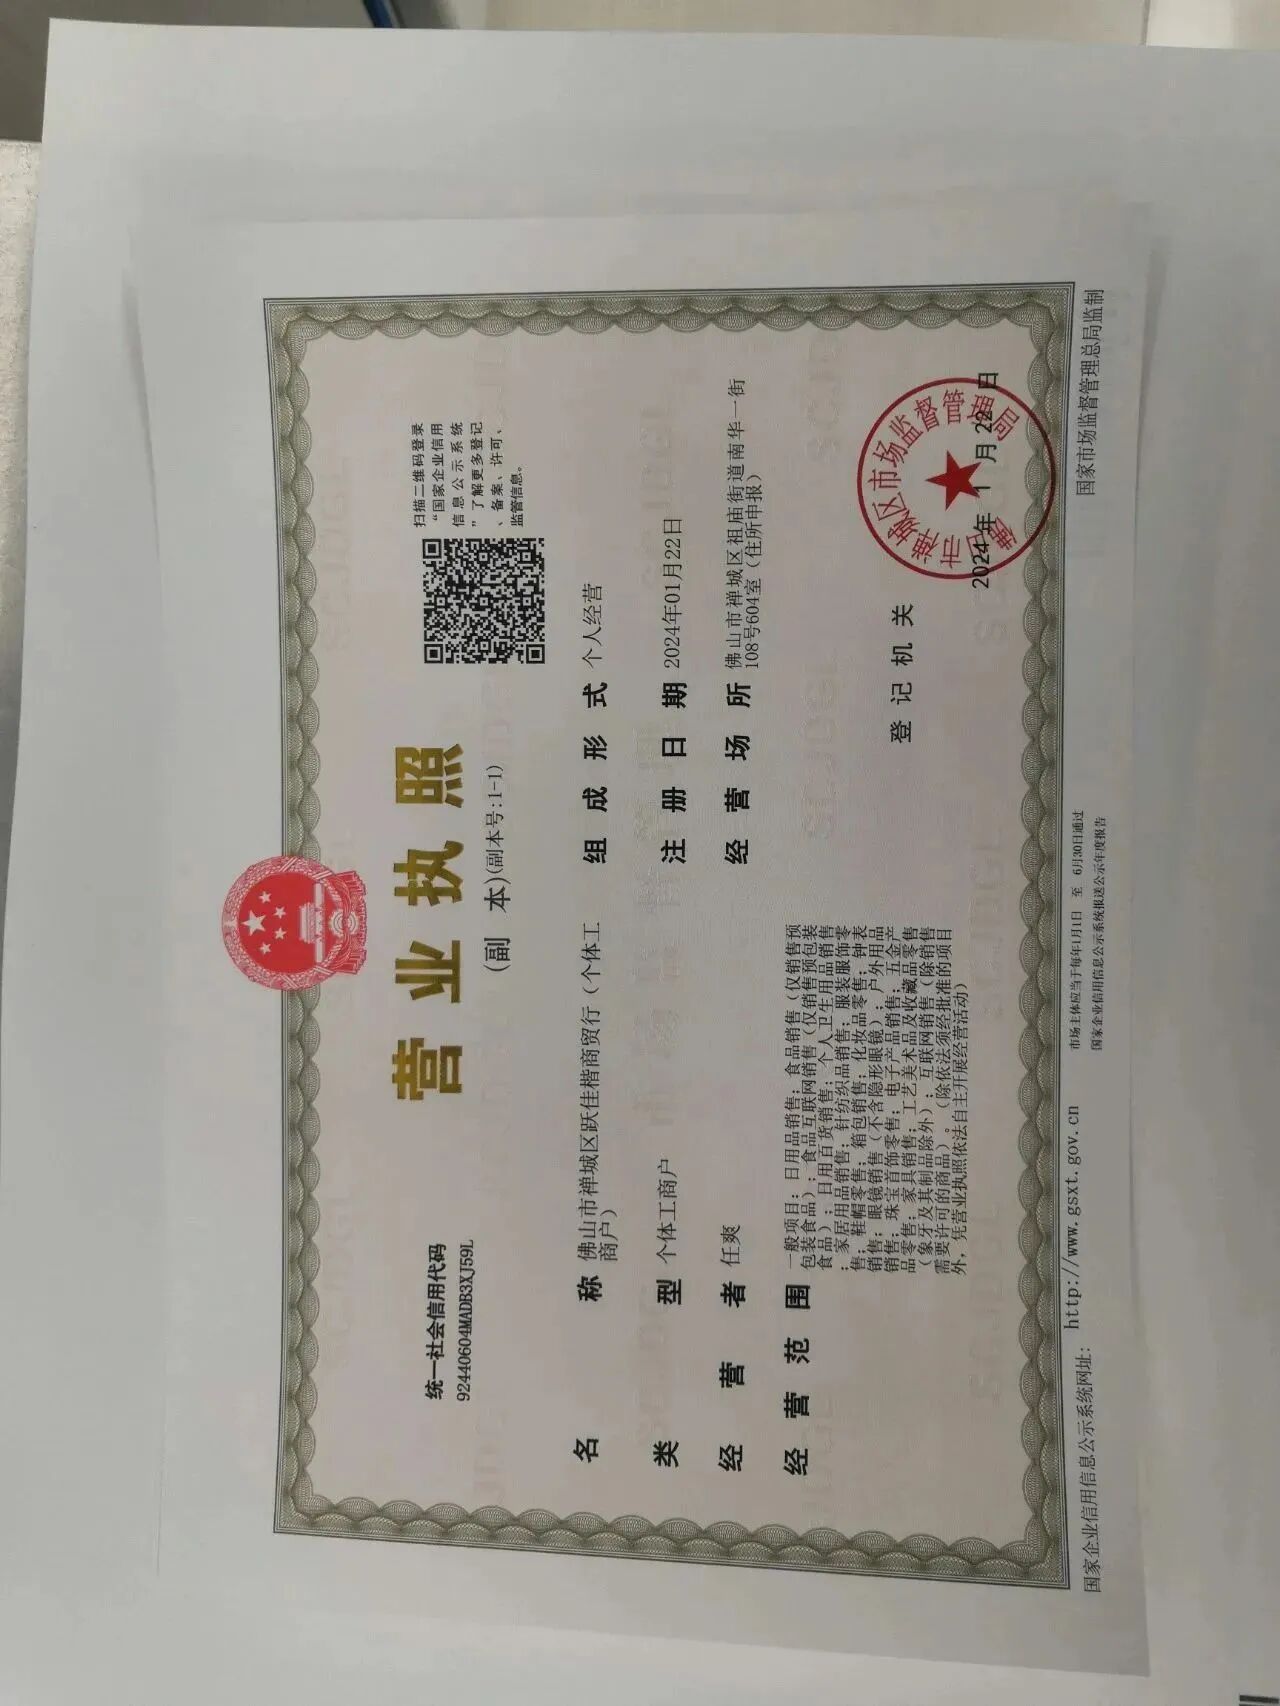 营业执照
(副 本)(副本号:1-1)
统一社会信用代码
92440604MADB3XJ59L
扫描二维码登录
“国家企业信用
信息公示系统
”了解更多登记
、备案、许可、
监管信息。
名 称 佛山市禅城区跃佳楷商贸行（个体工
商户）
类 型 个体工商户
经 营 者 任爽
经 营 范 围 一般项目：日用品销售；食品销售（仅销售预
包装食品）；食品互联网销售（仅销售预包装
食品）；日用百货销售；个人卫生用品销售
；家居用品销售；针纺织品销售；服装服饰零
售；鞋帽零售；箱包销售；化妆品零售；钟表
销售；眼镜销售（不含隐形眼镜）；户外用品
销售；珠宝首饰零售；电子产品销售；五金产
品零售；家具销售；工艺美术品及收藏品零售
（象牙及其制品除外）；互联网销售（除销售
需要许可的商品）。（除依法须经批准的项目
外，凭营业执照依法自主开展经营活动）
组 成 形 式 个人经营
注 册 日 期 2024年01月22日
经 营 场 所 佛山市禅城区祖庙街道南华一街
108号604室（住所申报）
登 记 机 关
佛山市禅城区市场监督管理局
2024 年 1 月 22 日
国家企业信用信息公示系统网址： http://www.gsxt.gov.cn
市场主体应当于每年1月1日 至 6月30日通过
国家企业信用信息公示系统报送公示年度报告
国家市场监督管理总局监制